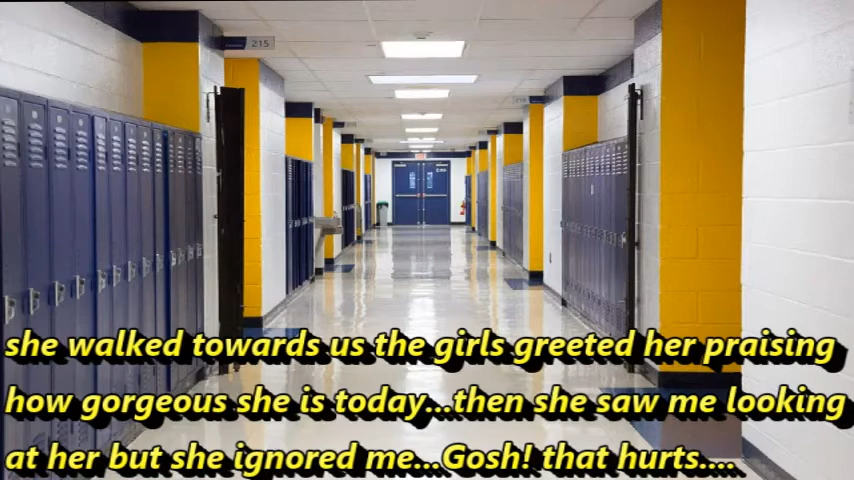 215
she walked towards us the girls greeted her praising
how gorgeous she is today...then she saw me looking
at her but she ignored me...Gosh! that hurts....